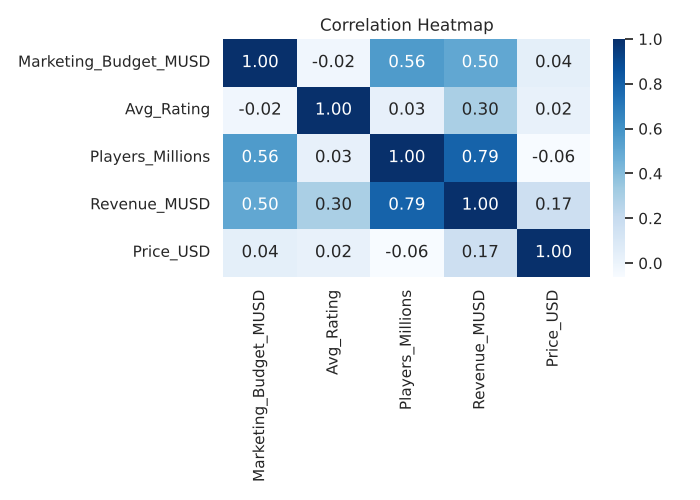 Correlation Heatmap
Marketing_Budget_MUSD 1.00 -0.02 0.56 0.50 0.04
Avg_Rating -0.02 1.00 0.03 0.30 0.02
Players_Millions 0.56 0.03 1.00 0.79 -0.06
Revenue_MUSD 0.50 0.30 0.79 1.00 0.17
Price_USD 0.04 0.02 -0.06 0.17 1.00
Marketing_Budget_MUSD
Avg_Rating
Players_Millions
Revenue_MUSD
Price_USD
1.0
0.8
0.6
0.4
0.2
0.0